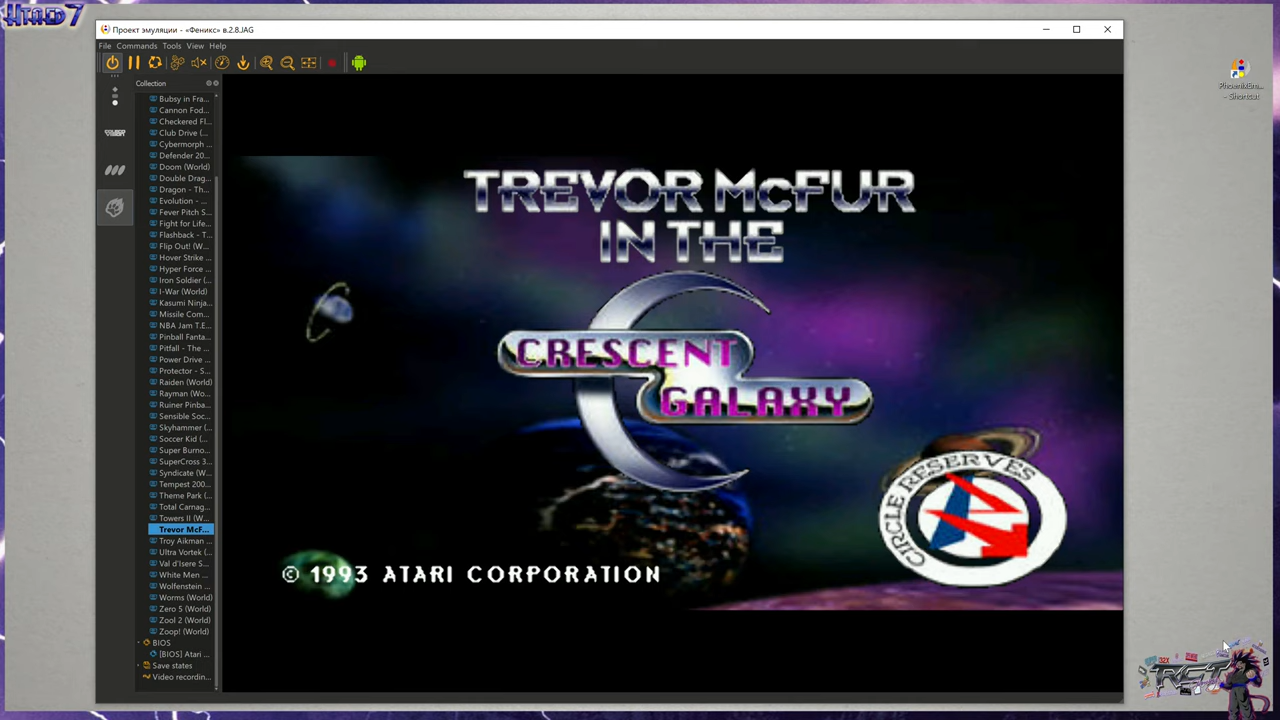 Проект эмуляции - «Феникс» в.2.8.JAG
File Commands Tools View Help
Collection
Bubsy in Fra...
Cannon Fod...
Checkered Fl...
Club Drive (...
Cybermorph ...
Defender 20...
Doom (World)
Double Drag...
Dragon - Th...
Evolution - ...
Fever Pitch S...
Fight for Life...
Flashback - T...
Flip Out! (W...
Hover Strike ...
Hyper Force ...
Iron Soldier (...
I-War (World)
Kasumi Ninja...
Missile Com...
NBA Jam T.E...
Pinball Fanta...
Pitfall - The ...
Power Drive ...
Protector - S...
Raiden (World)
Rayman (Wo...
Ruiner Pinba...
Sensible Soc...
Skyhammer (...
Soccer Kid (...
Super Burno...
SuperCross 3...
Syndicate (W...
Tempest 200...
Theme Park (...
Total Carnag...
Towers II (W...
Trevor McF...
Troy Aikman ...
Ultra Vortek (...
Val d'Isere S...
White Men ...
Wolfenstein ...
Worms (World)
Zero 5 (World)
Zool 2 (World)
Zoop! (World)
BIOS
[BIOS] Atari ...
Save states
Video recordin...
TREVOR McFUR
IN THE
CRESCENT
GALAXY
CIRCLE RESERVES
© 1993 ATARI CORPORATION
PhoenixEmu...
- Shortcut